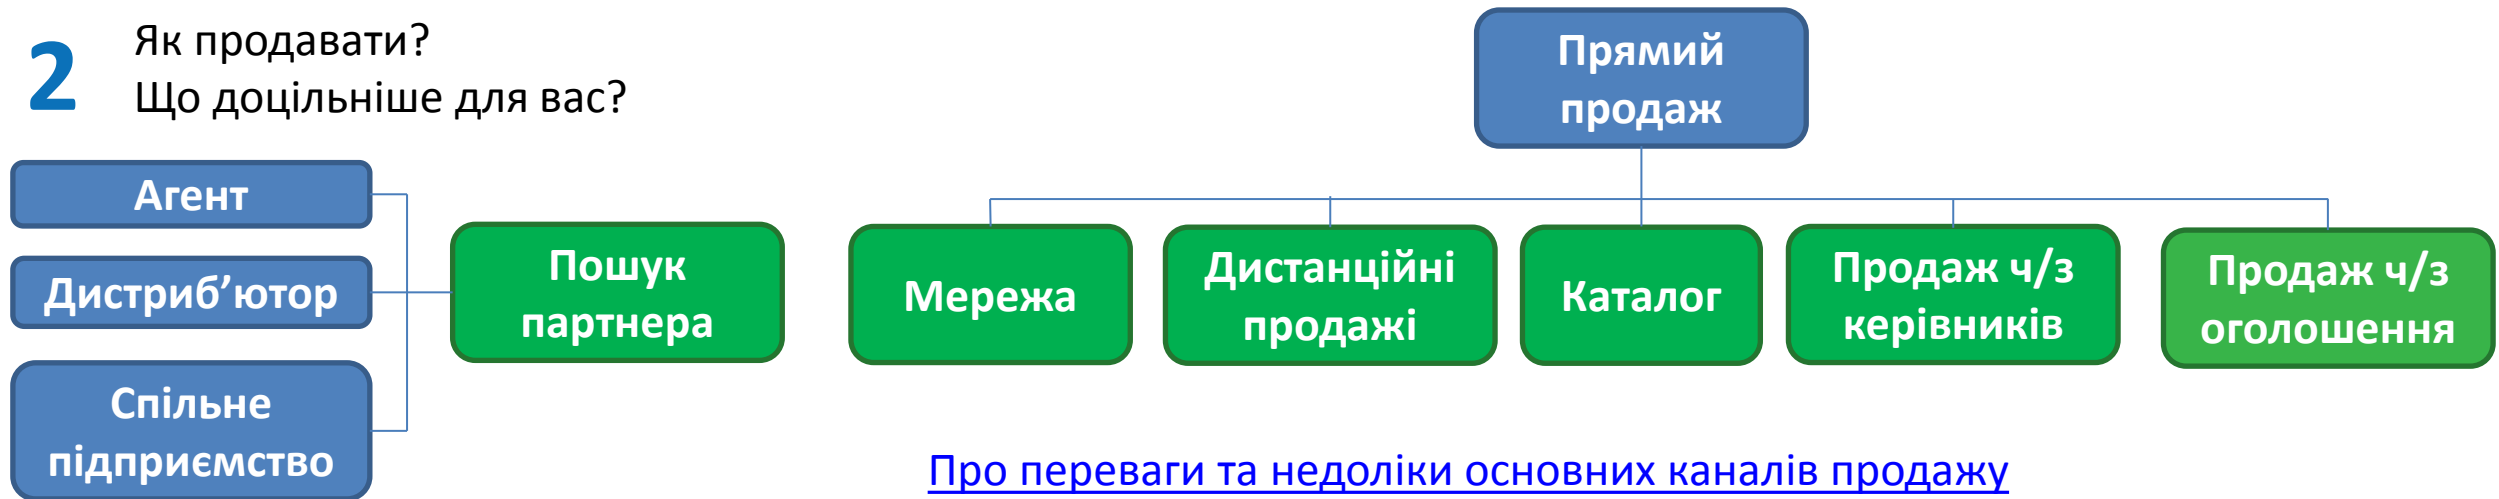 2
Як продавати?
Що доцільніше для вас?
Агент
Дистриб’ютор
Спільне
підприємство
Пошук
партнера
Прямий
продаж
Мережа
Дистанційні
продажі
Каталог
Продаж ч/з
керівників
Продаж ч/з
оголошення
Про переваги та недоліки основних каналів продажу